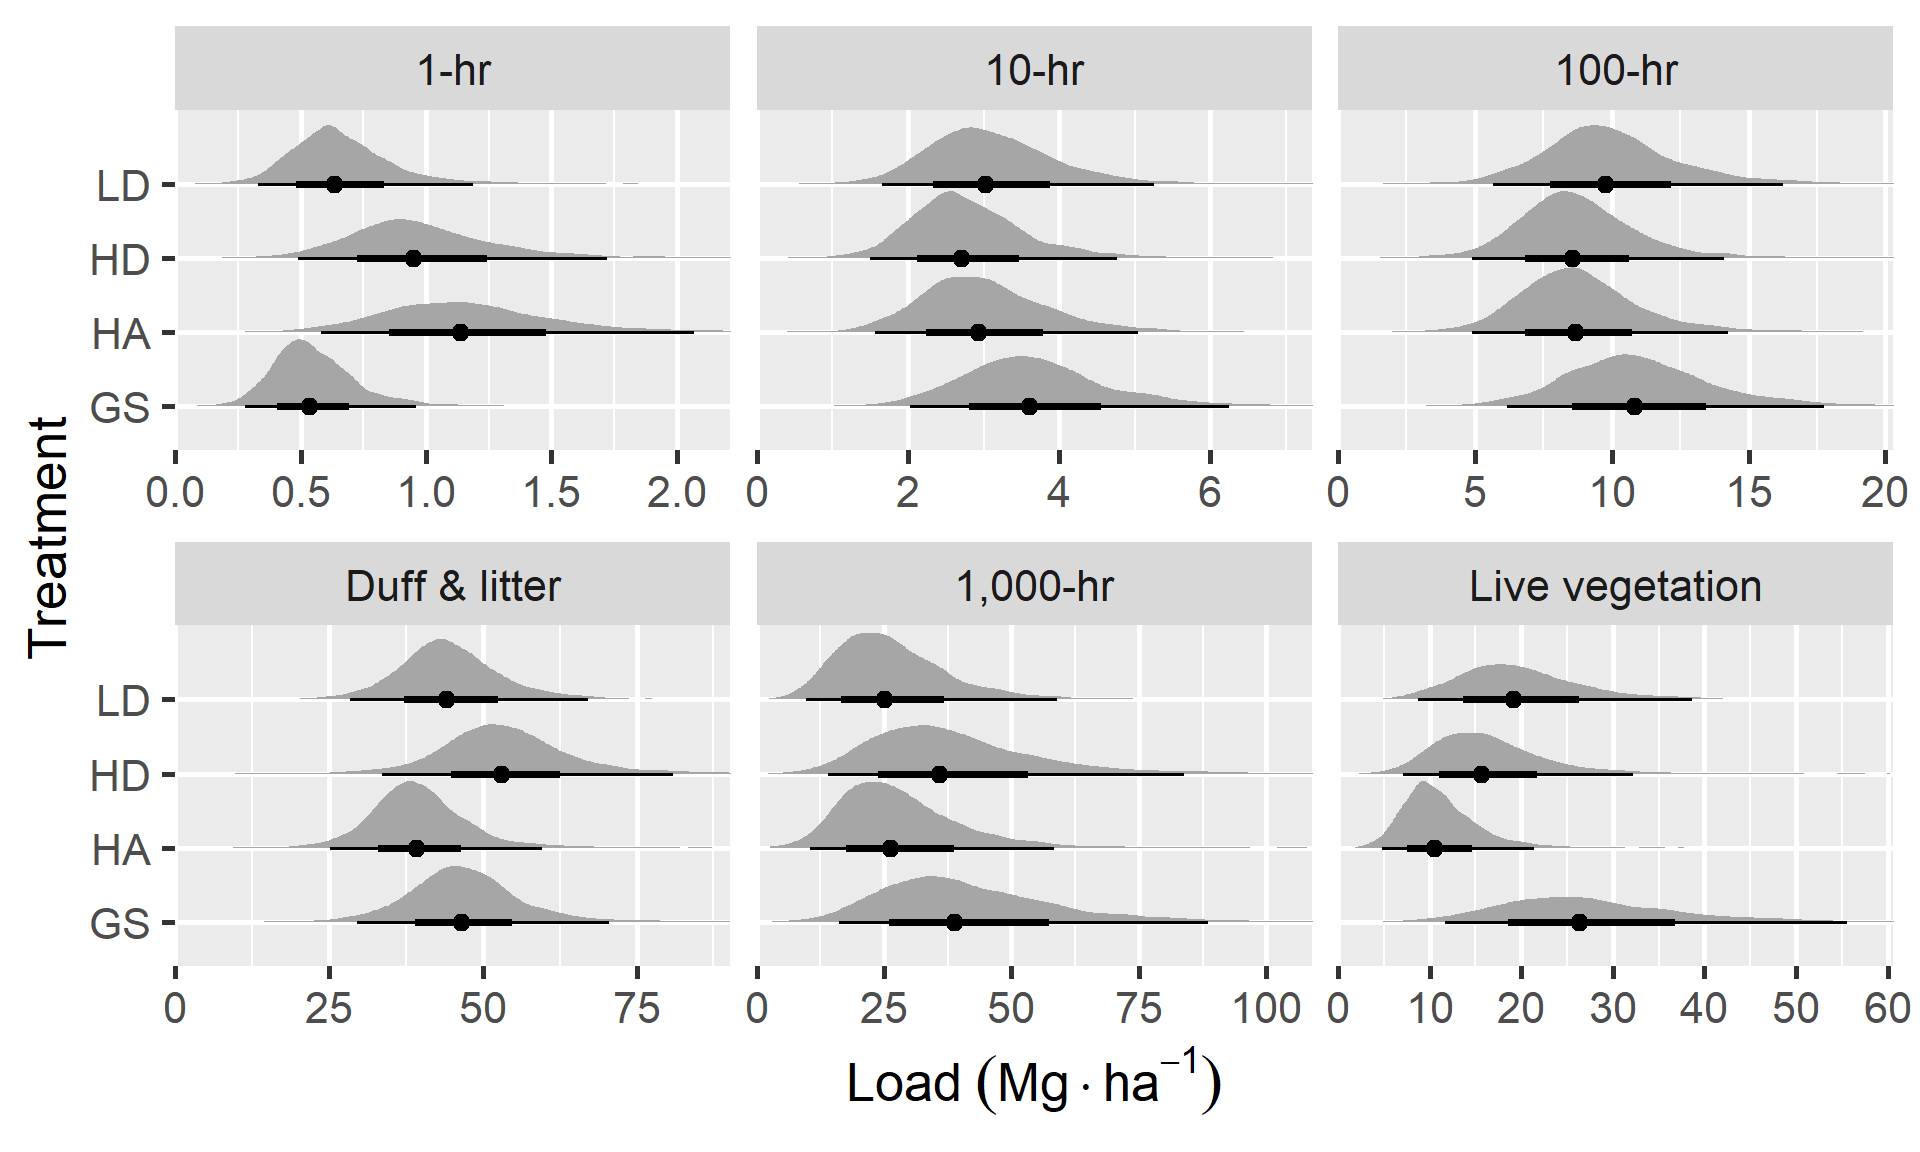 1-hr 10-hr 100-hr
LD
HD
HA
GS
0.0 0.5 1.0 1.5 2.0 0 2 4 6 0 5 10 15 20
Duff & litter 1,000-hr Live vegetation
LD
HD
HA
GS
0 25 50 75 0 25 50 75 100 0 10 20 30 40 50 60
Treatment
Load (Mg · ha⁻¹)